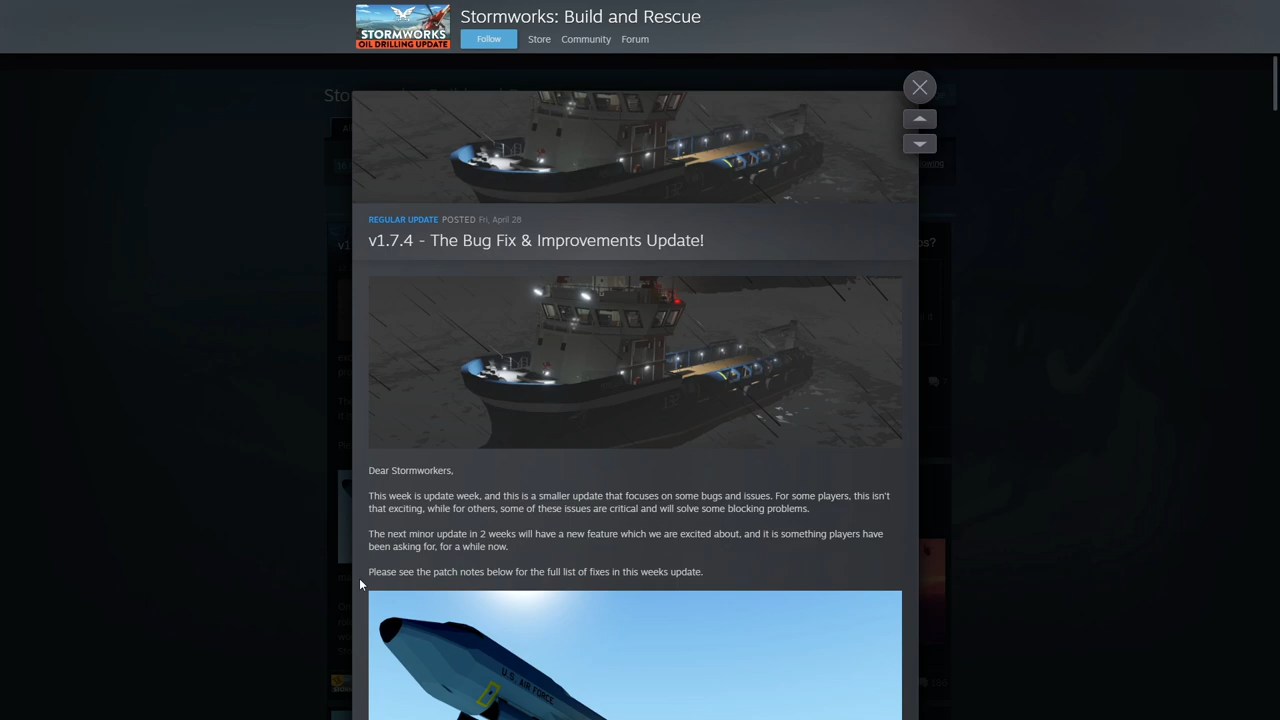 Stormworks: Build and Rescue
STORMWORKS
OIL DRILLING UPDATE
Follow Store Community Forum
REGULAR UPDATE POSTED Fri, April 28
v1.7.4 - The Bug Fix & Improvements Update!
Dear Stormworkers,
This week is update week, and this is a smaller update that focuses on some bugs and issues. For some players, this isn't
that exciting, while for others, some of these issues are critical and will solve some blocking problems.
The next minor update in 2 weeks will have a new feature which we are excited about, and it is something players have
been asking for, for a while now.
Please see the patch notes below for the full list of fixes in this weeks update.
U.S. AIR FORCE